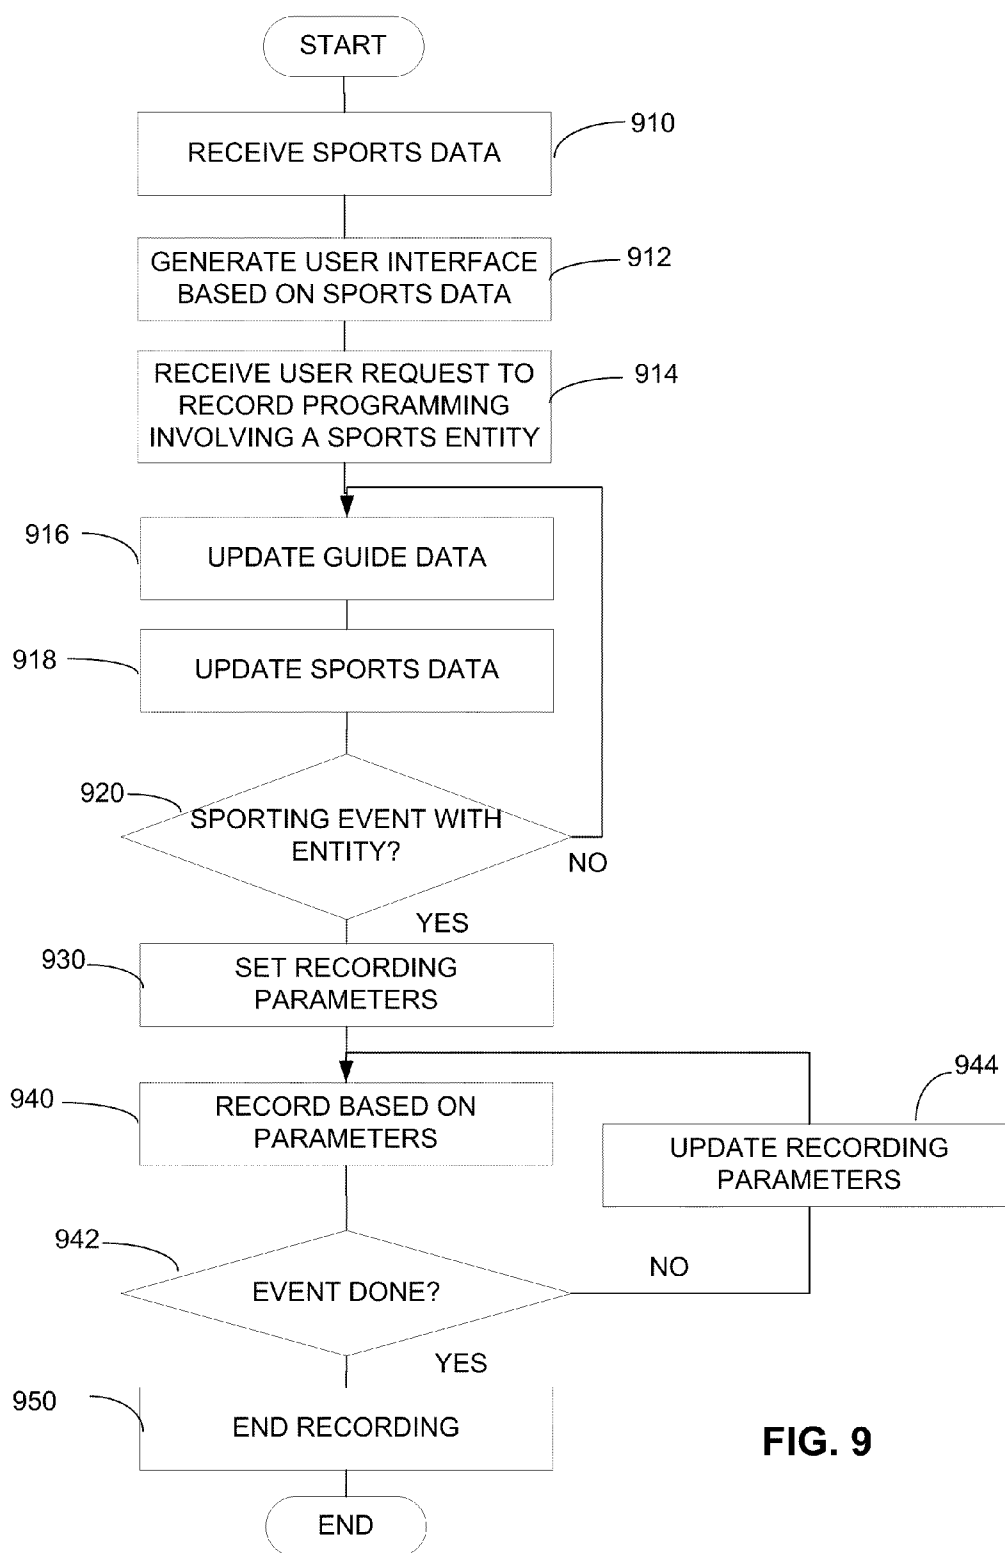 START
RECEIVE SPORTS DATA
910
GENERATE USER INTERFACE
BASED ON SPORTS DATA
912
RECEIVE USER REQUEST TO
RECORD PROGRAMMING
INVOLVING A SPORTS ENTITY
914
916
UPDATE GUIDE DATA
918
UPDATE SPORTS DATA
920
SPORTING EVENT WITH
ENTITY?
NO
YES
930
SET RECORDING
PARAMETERS
940
RECORD BASED ON
PARAMETERS
944
UPDATE RECORDING
PARAMETERS
942
EVENT DONE?
NO
YES
950
END RECORDING
END
FIG. 9